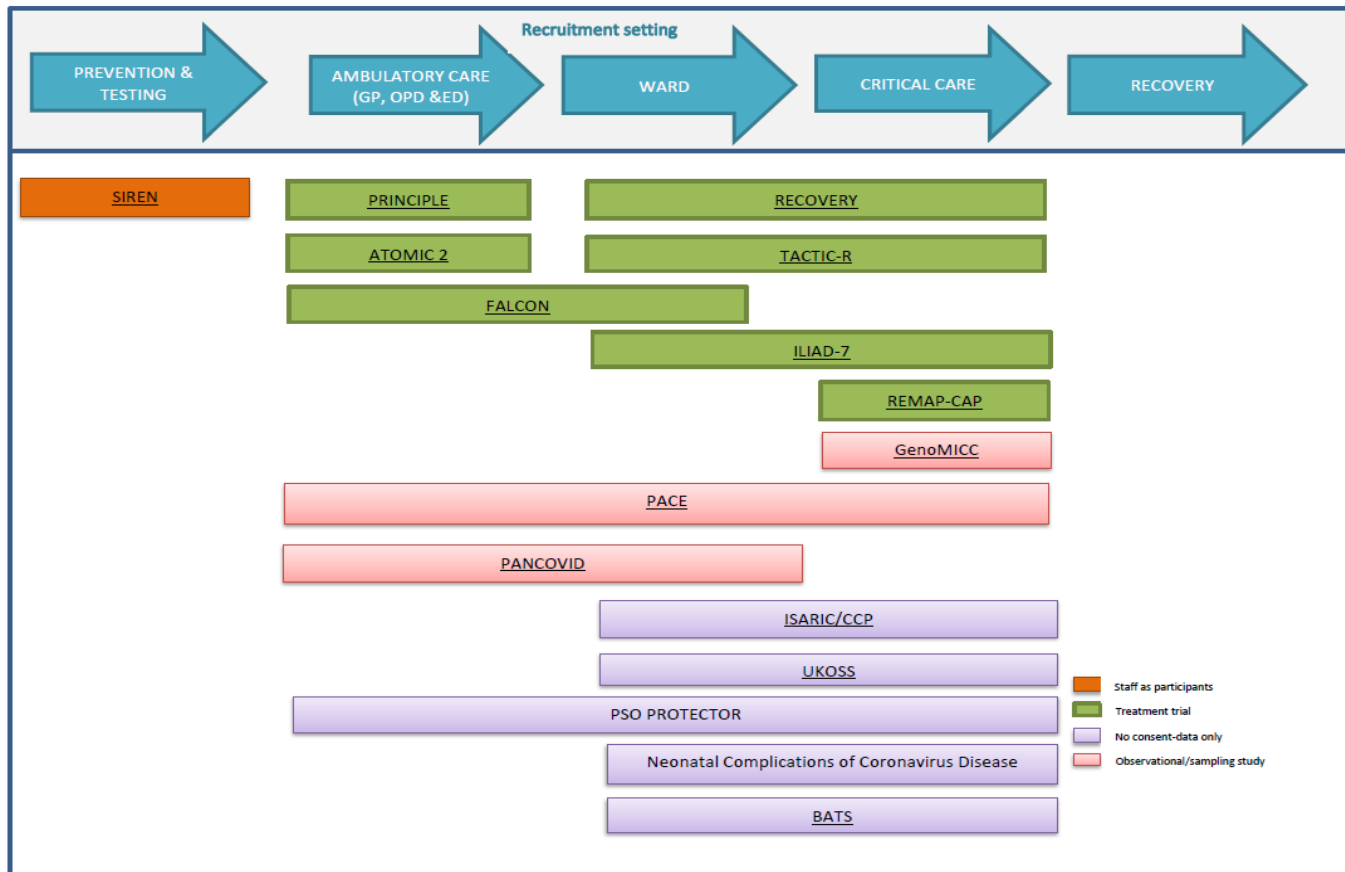 Recruitment setting
PREVENTION &
TESTING
AMBULATORY CARE
(GP, OPD &ED)
WARD
CRITICAL CARE
RECOVERY
SIREN
PRINCIPLE
RECOVERY
ATOMIC 2
TACTIC-R
FALCON
ILIAD-7
REMAP-CAP
GenoMICC
PACE
PANCOVID
ISARIC/CCP
UKOSS
PSO PROTECTOR
Neonatal Complications of Coronavirus Disease
BATS
Staff as participants
Treatment trial
No consent-data only
Observational/sampling study